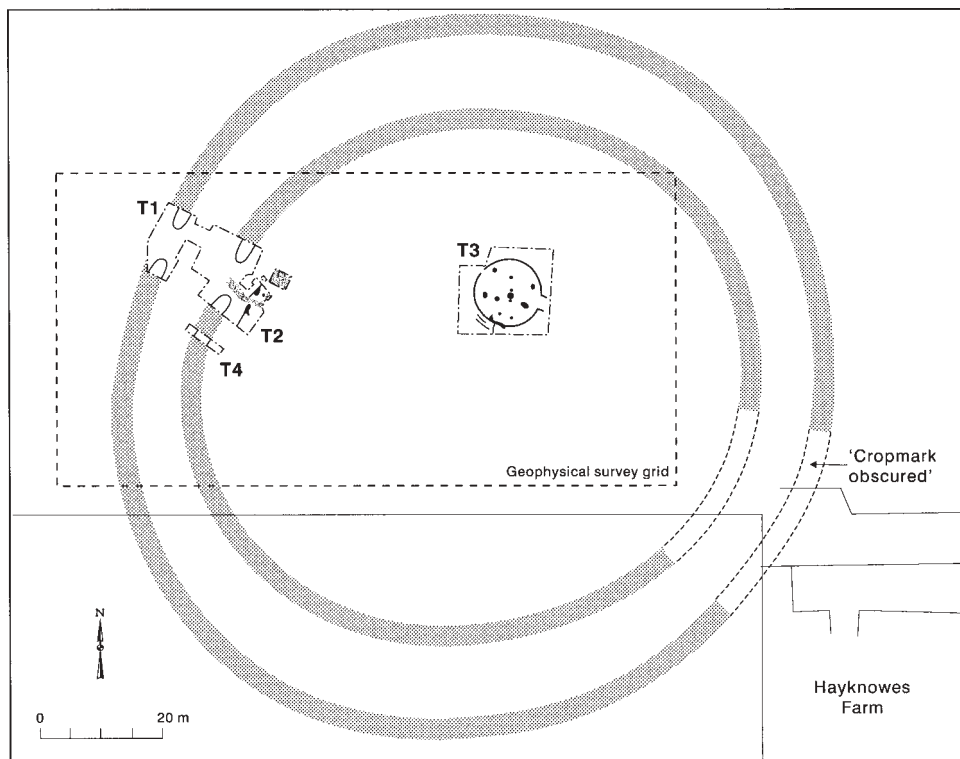 T1
T3
T2
T4
Geophysical survey grid
'Cropmark
obscured'
N
0 20 m
Hayknowes
Farm